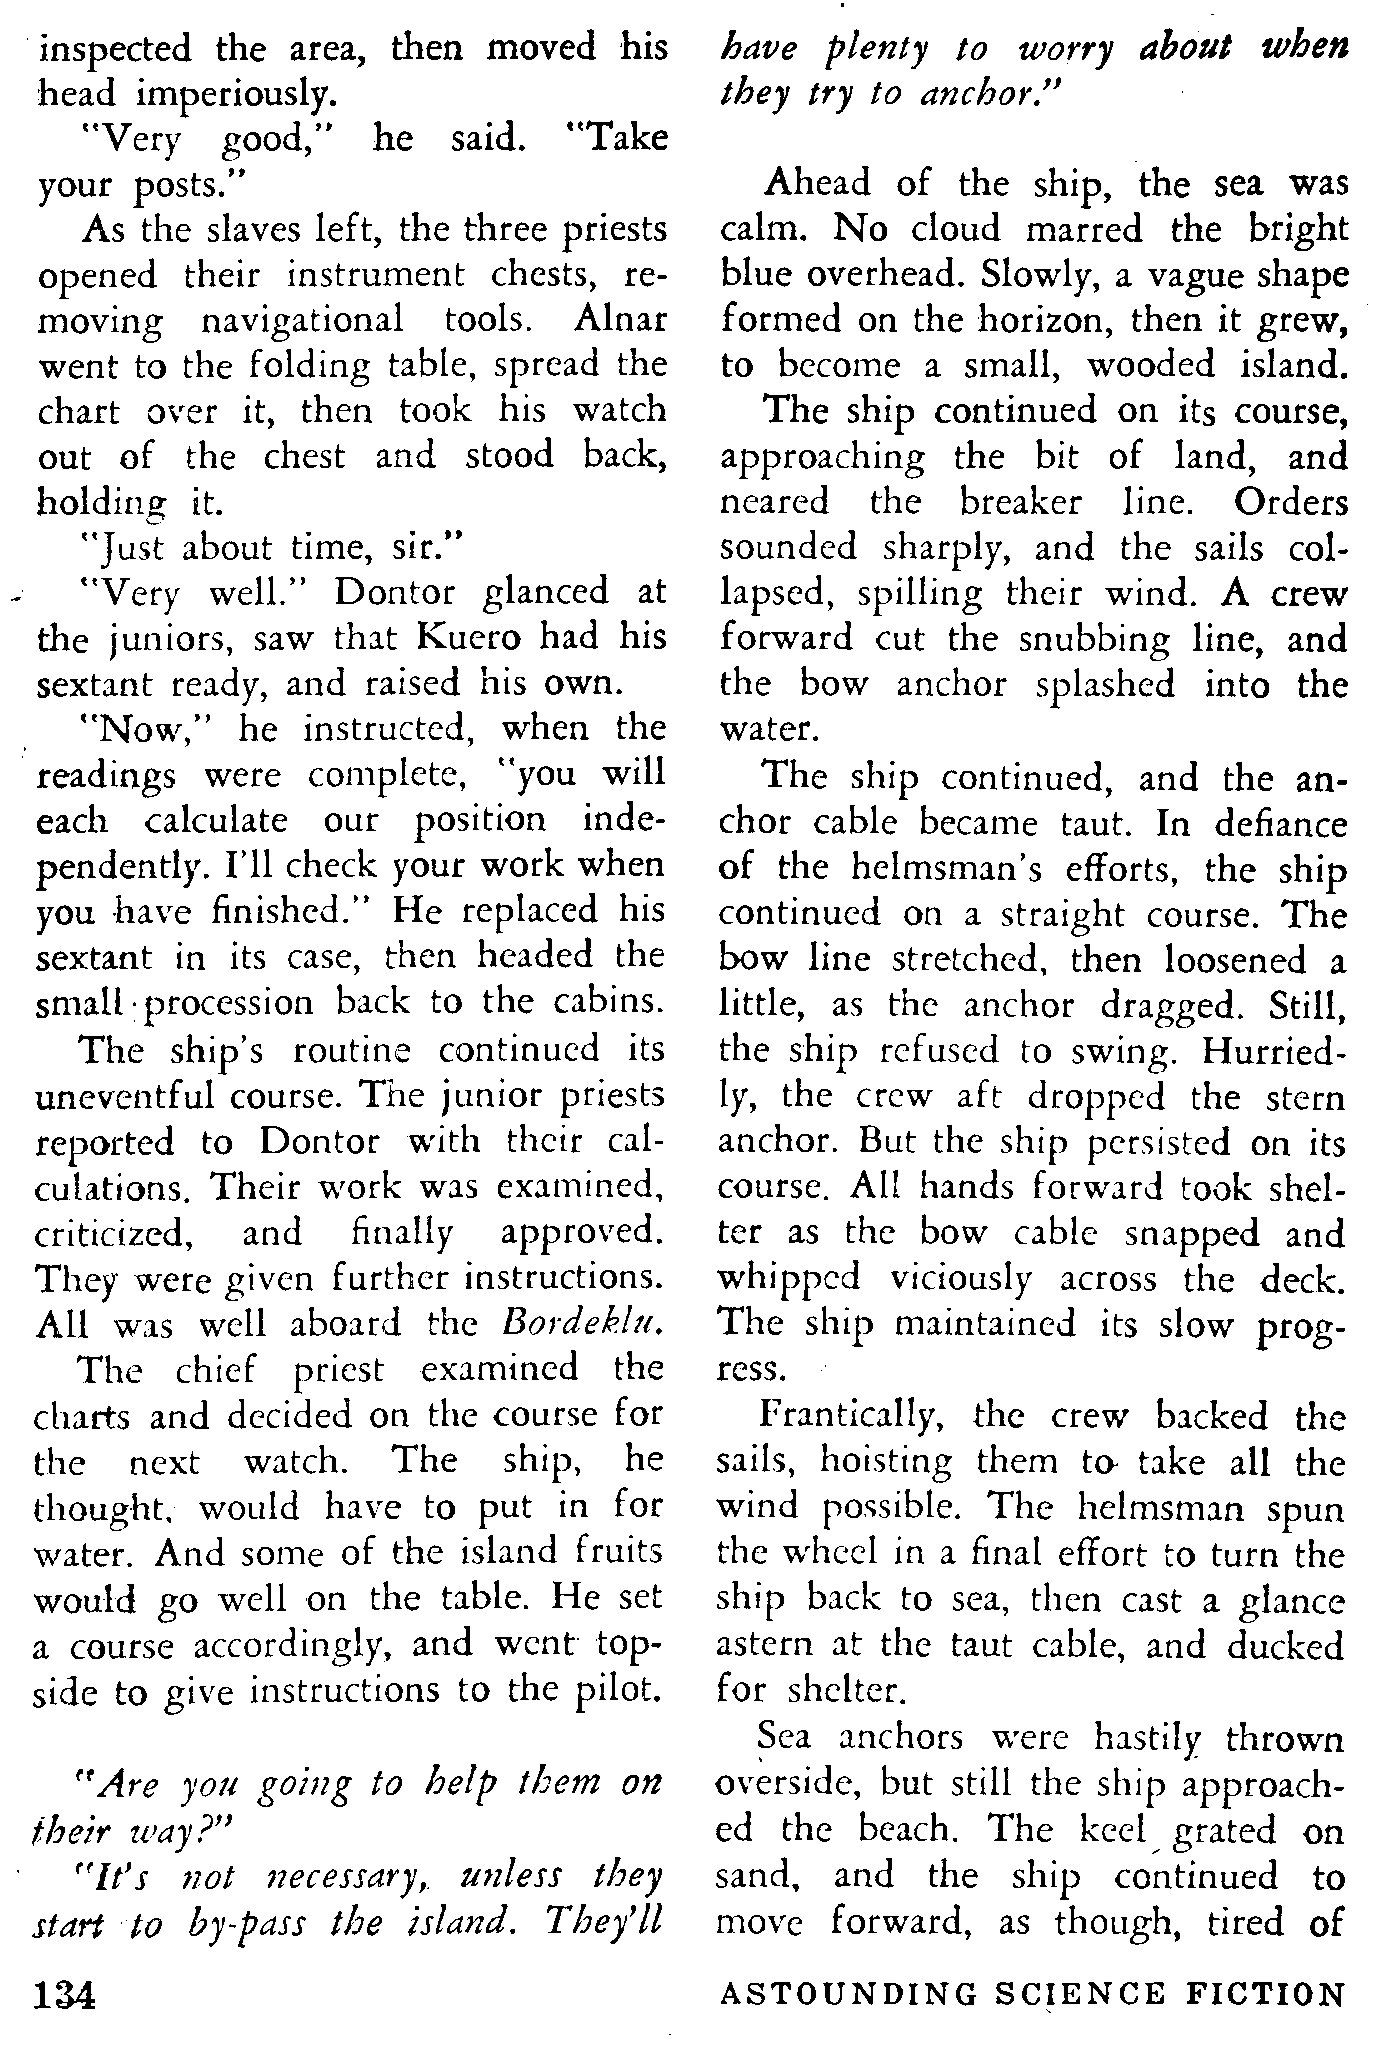 inspected the area, then moved his
head imperiously.
"Very good," he said. "Take
your posts."
As the slaves left, the three priests
opened their instrument chests, re-
moving navigational tools. Alnar
went to the folding table, spread the
chart over it, then took his watch
out of the chest and stood back,
holding it.
"Just about time, sir."
"Very well." Dontor glanced at
the juniors, saw that Kuero had his
sextant ready, and raised his own.
"Now," he instructed, when the
readings were complete, "you will
each calculate our position inde-
pendently. I'll check your work when
you have finished." He replaced his
sextant in its case, then headed the
small procession back to the cabins.
The ship's routine continued its
uneventful course. The junior priests
reported to Dontor with their cal-
culations. Their work was examined,
criticized, and finally approved.
They were given further instructions.
All was well aboard the Bordeklu.
The chief priest examined the
charts and decided on the course for
the next watch. The ship, he
thought, would have to put in for
water. And some of the island fruits
would go well on the table. He set
a course accordingly, and went top-
side to give instructions to the pilot.
"Are you going to help them on
their way?"
"It's not necessary, unless they
start to by-pass the island. They'll
have plenty to worry about when
they try to anchor."
Ahead of the ship, the sea was
calm. No cloud marred the bright
blue overhead. Slowly, a vague shape
formed on the horizon, then it grew,
to become a small, wooded island.
The ship continued on its course,
approaching the bit of land, and
neared the breaker line. Orders
sounded sharply, and the sails col-
lapsed, spilling their wind. A crew
forward cut the snubbing line, and
the bow anchor splashed into the
water.
The ship continued, and the an-
chor cable became taut. In defiance
of the helmsman's efforts, the ship
continued on a straight course. The
bow line stretched, then loosened a
little, as the anchor dragged. Still,
the ship refused to swing. Hurried-
ly, the crew aft dropped the stern
anchor. But the ship persisted on its
course. All hands forward took shel-
ter as the bow cable snapped and
whipped viciously across the deck.
The ship maintained its slow prog-
ress.
Frantically, the crew backed the
sails, hoisting them to take all the
wind possible. The helmsman spun
the wheel in a final effort to turn the
ship back to sea, then cast a glance
astern at the taut cable, and ducked
for shelter.
Sea anchors were hastily thrown
overside, but still the ship approach-
ed the beach. The keel grated on
sand, and the ship continued to
move forward, as though, tired of
134
ASTOUNDING SCIENCE FICTION